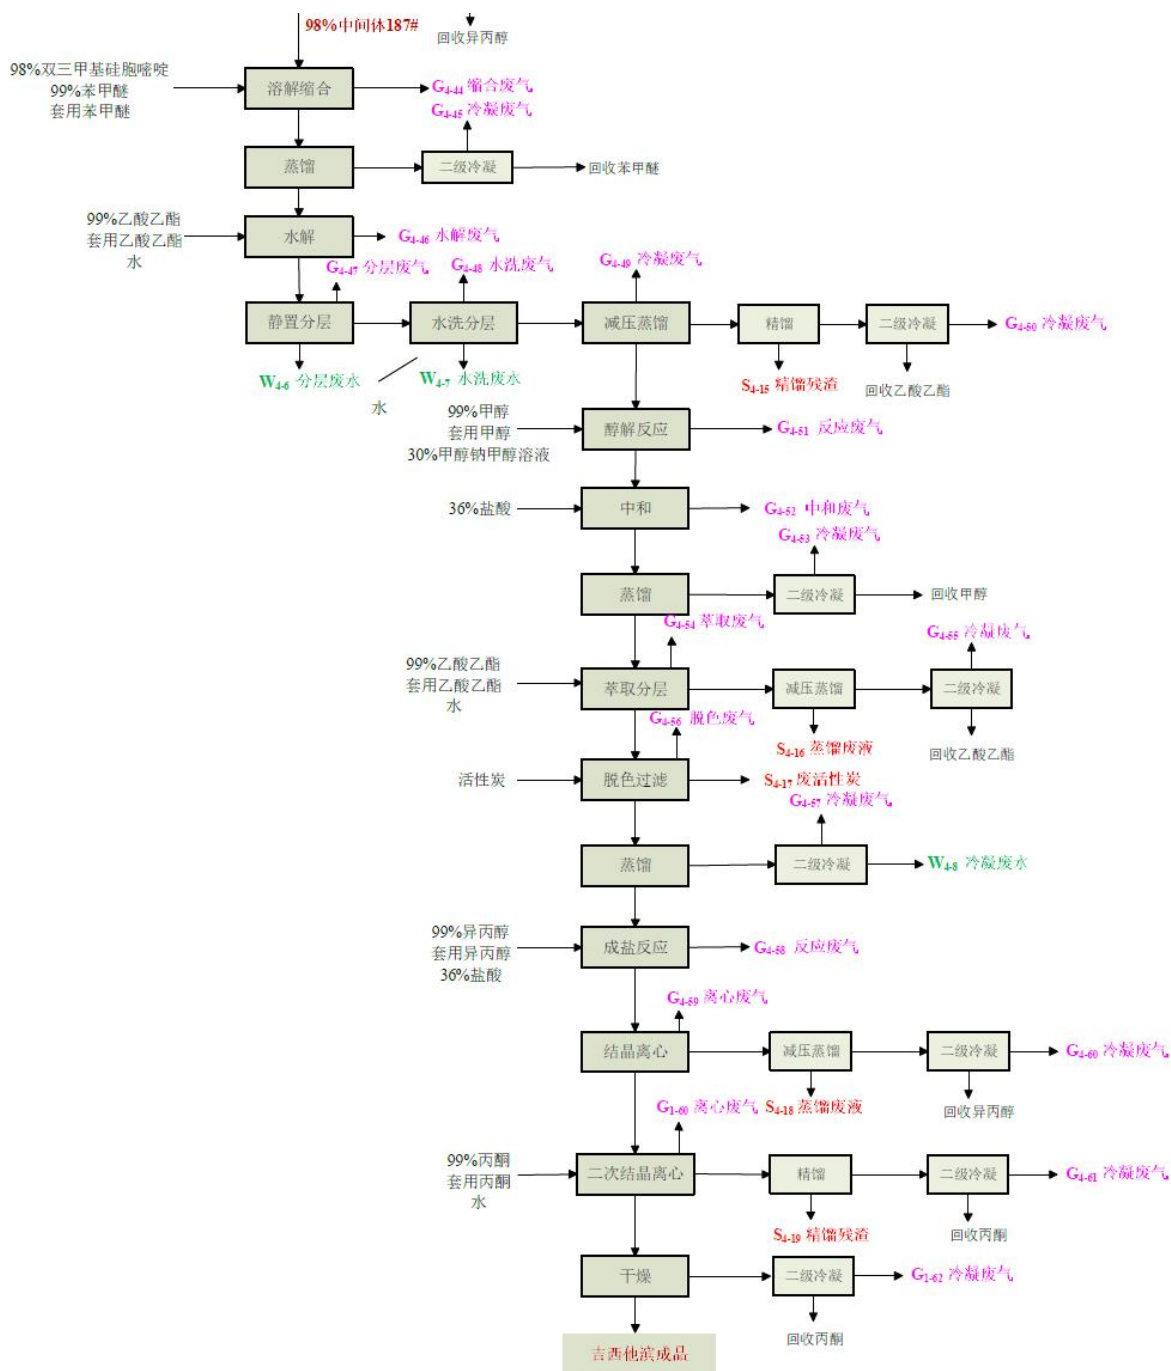 98%中间体187#
回收异丙醇
98%双三甲基硅胞嘧啶
99%苯甲醚
套用苯甲醚
溶解缩合
G4-44 缩合废气
G4-45 冷凝废气
蒸馏
二级冷凝
回收苯甲醚
99%乙酸乙酯
套用乙酸乙酯
水
水解
G4-46 水解废气
G4-47 分层废气
G4-48 水洗废气
G4-49 冷凝废气
静置分层
水洗分层
减压蒸馏
精馏
二级冷凝
G4-50 冷凝废气
W4-6 分层废水
W4-7 水洗废水
水
S4-15 精馏残渣
回收乙酸乙酯
99%甲醇
套用甲醇
30%甲醇钠甲醇溶液
醇解反应
G4-51 反应废气
36%盐酸
中和
G4-52 中和废气
G4-53 冷凝废气
蒸馏
二级冷凝
回收甲醇
G4-54 萃取废气
G4-55 冷凝废气
99%乙酸乙酯
套用乙酸乙酯
水
萃取分层
减压蒸馏
二级冷凝
G4-56 脱色废气
S4-16 蒸馏废液
回收乙酸乙酯
活性炭
脱色过滤
S4-17 废活性炭
G4-57 冷凝废气
蒸馏
二级冷凝
W4-8 冷凝废水
99%异丙醇
套用异丙醇
36%盐酸
成盐反应
G4-58 反应废气
G4-59 离心废气
结晶离心
减压蒸馏
二级冷凝
G4-60 冷凝废气
G1-60 离心废气
S4-18 蒸馏废液
回收异丙醇
99%丙酮
套用丙酮
水
二次结晶离心
精馏
二级冷凝
G4-61 冷凝废气
S4-19 精馏残渣
回收丙酮
干燥
二级冷凝
G1-62 冷凝废气
回收丙酮
吉西他滨成品